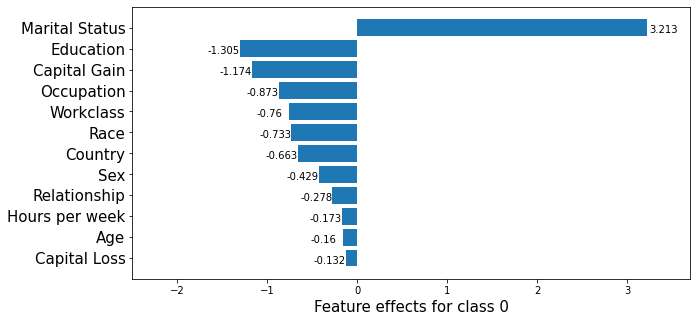 Marital Status 3.213
Education -1.305
Capital Gain -1.174
Occupation -0.873
Workclass -0.76
Race -0.733
Country -0.663
Sex -0.429
Relationship -0.278
Hours per week -0.173
Age -0.16
Capital Loss -0.132
−2 −1 0 1 2 3
Feature effects for class 0